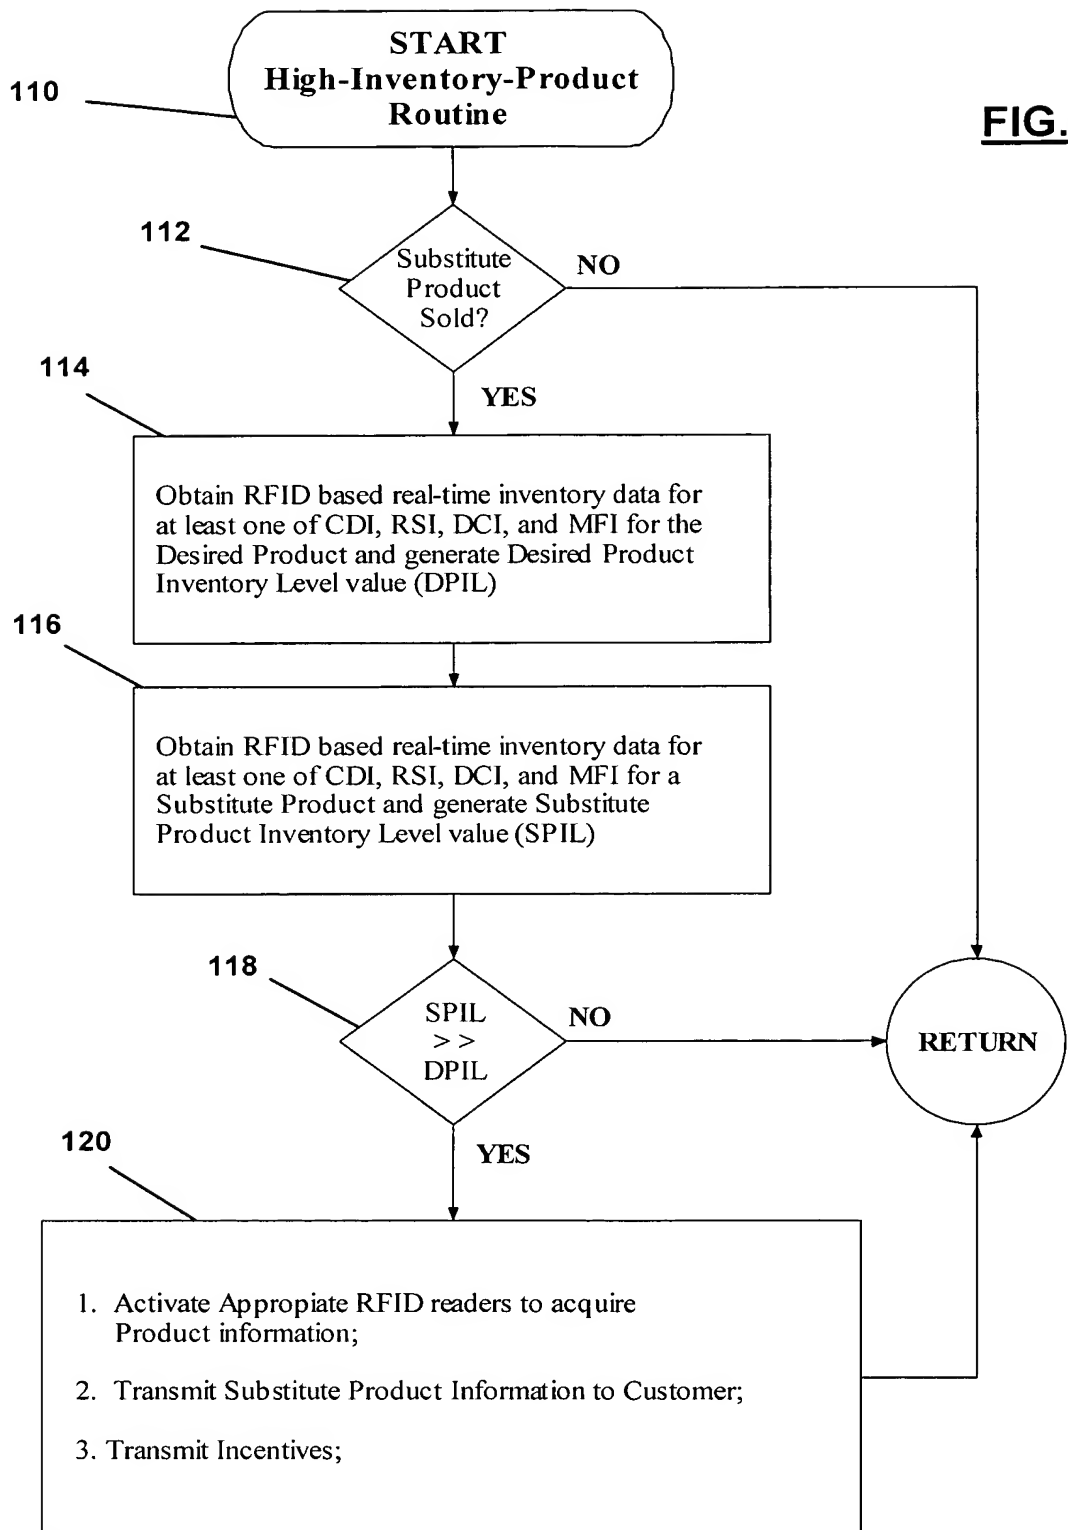 START
High-Inventory-Product
Routine
110
FIG.
112
Substitute
Product
Sold?
NO
YES
114
Obtain RFID based real-time inventory data for
at least one of CDI, RSI, DCI, and MFI for the
Desired Product and generate Desired Product
Inventory Level value (DPIL)
116
Obtain RFID based real-time inventory data for
at least one of CDI, RSI, DCI, and MFI for a
Substitute Product and generate Substitute
Product Inventory Level value (SPIL)
118
SPIL
> >
DPIL
NO
RETURN
YES
120
1. Activate Appropiate RFID readers to acquire
Product information;
2. Transmit Substitute Product Information to Customer;
3. Transmit Incentives;